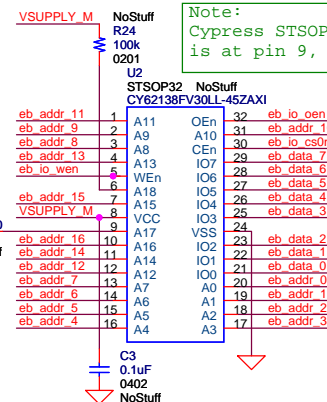 VSUPPLY_M
NoStuff
R24
100k
0201
Note:
Cypress STSOP
is at pin 9,
U2
STSOP32 NoStuff
CY62138FV30LL-45ZAXI
eb_addr_11 1 A11 OEn 32 eb_io_oen
eb_addr_9 2 A9 A10 31 eb_addr_1
eb_addr_8 3 A8 CEn 30 eb_io_cs0
eb_addr_13 4 A13 IO7 29 eb_data_7
eb_io_wen 5 WEn IO6 28 eb_data_6
6 A18 IO5 27 eb_data_5
eb_addr_15 7 A15 IO4 26 eb_data_4
VSUPPLY_M 8 VCC IO3 25 eb_data_3
9 A17 VSS 24
eb_addr_16 10 A16 IO2 23 eb_data_2
eb_addr_14 11 A14 IO1 22 eb_data_1
eb_addr_12 12 A12 IO0 21 eb_data_0
eb_addr_7 13 A7 A0 20 eb_addr_0
eb_addr_6 14 A6 A1 19 eb_addr_1
eb_addr_5 15 A5 A2 18 eb_addr_2
eb_addr_4 16 A4 A3 17 eb_addr_3
C3
0.1uF
0402
NoStuff